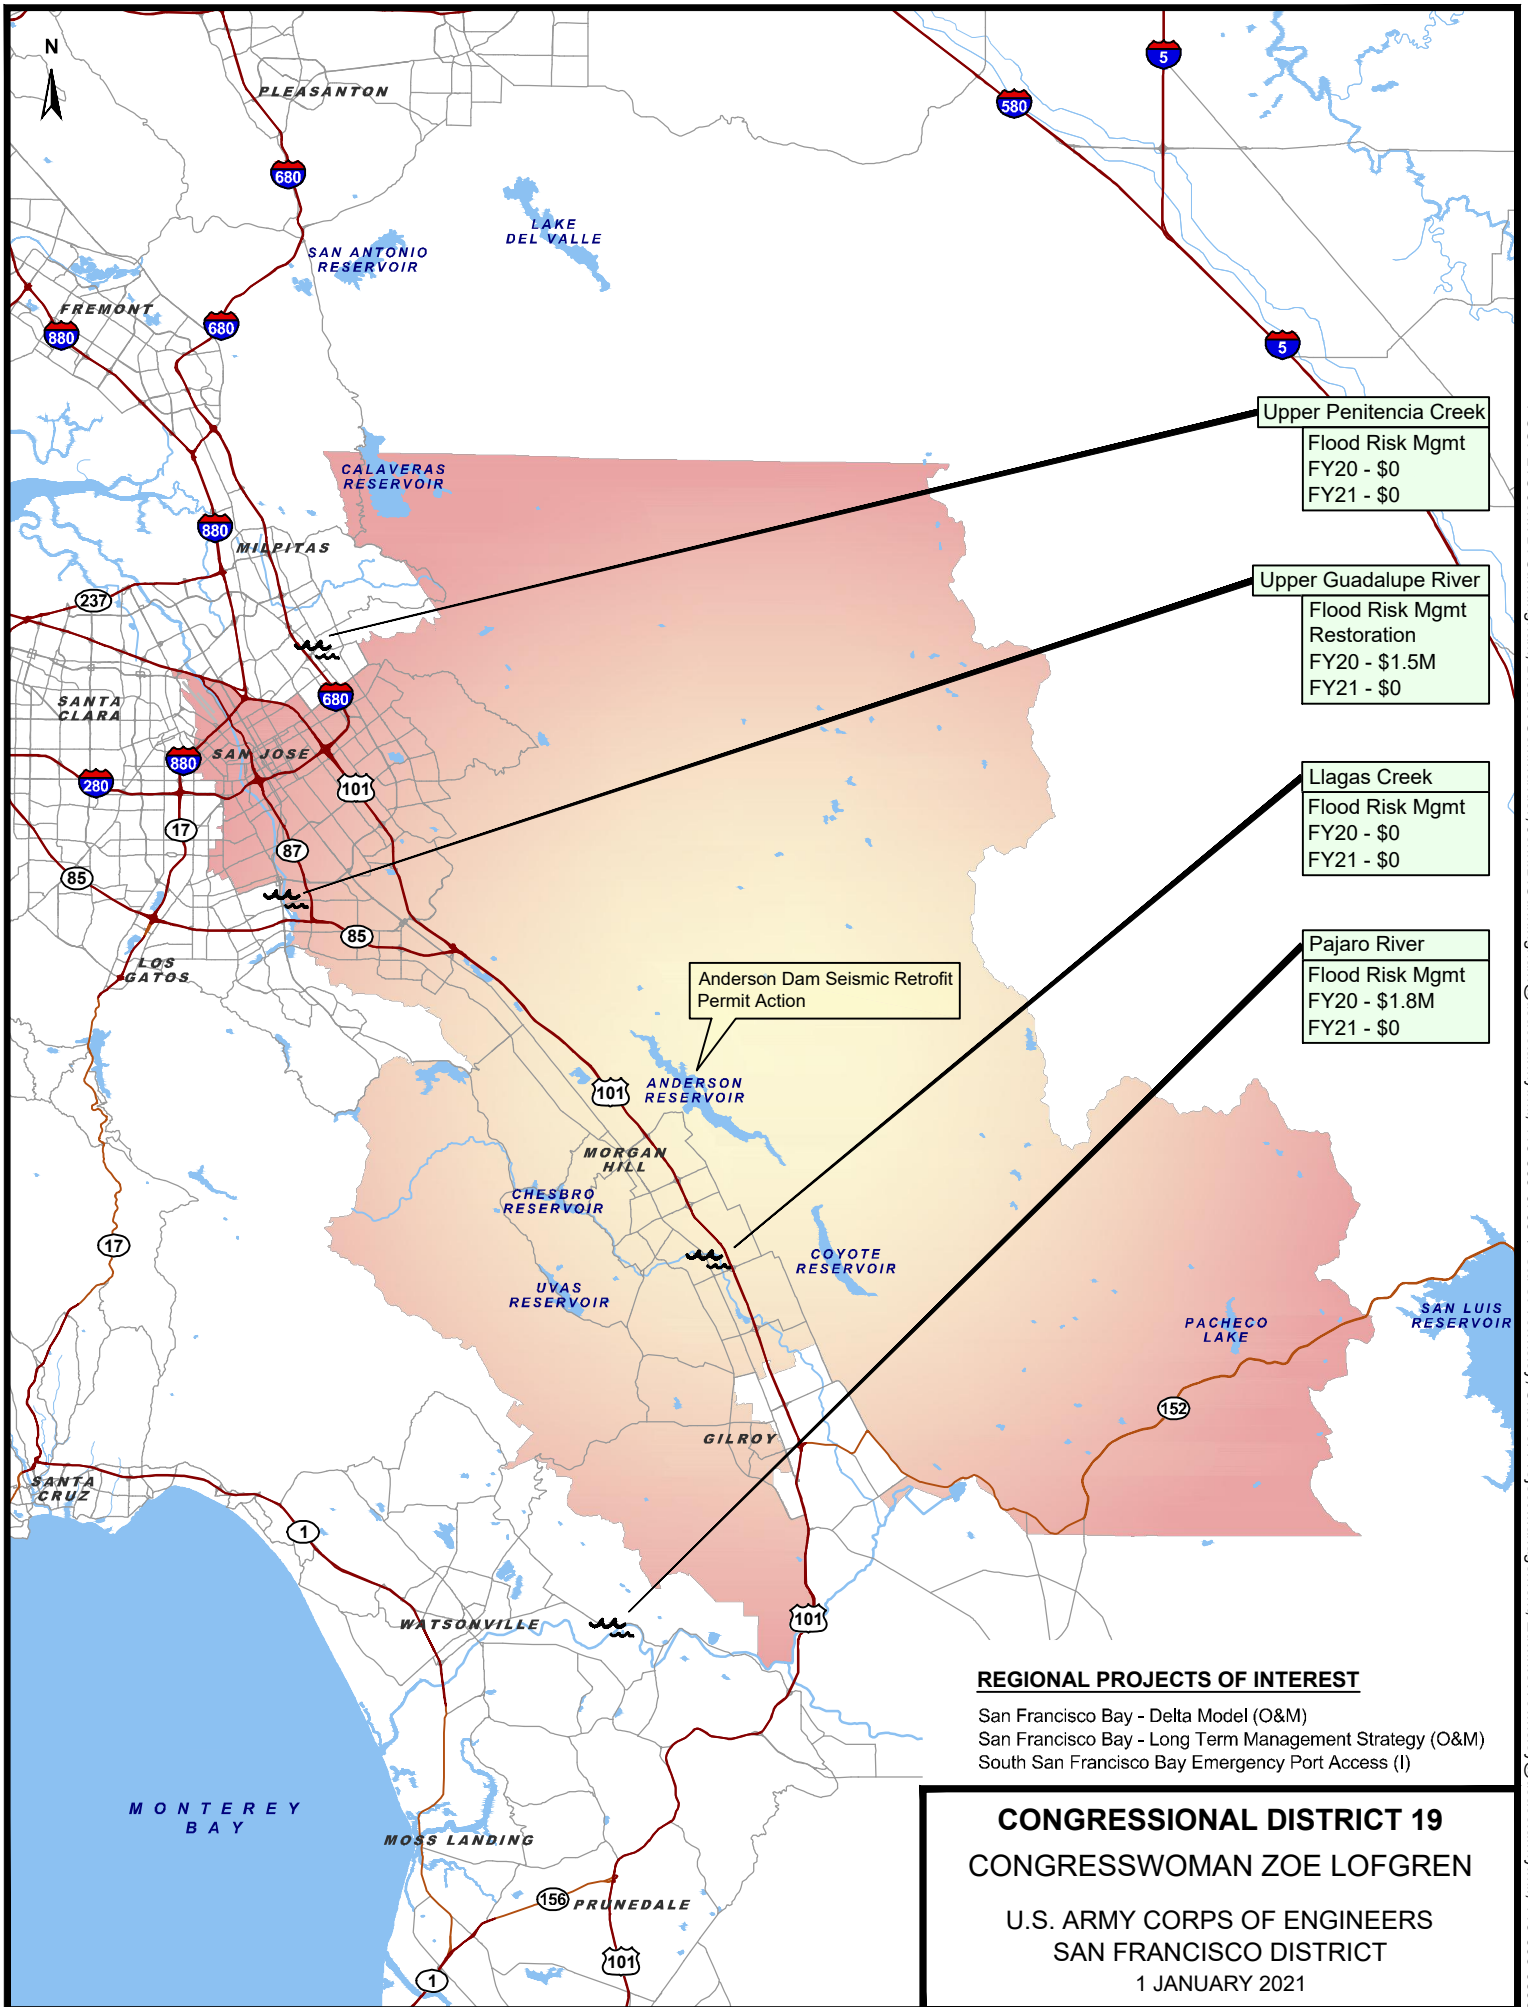 N
PLEASANTON
680
580
5
LAKE
DEL VALLE
SAN ANTONIO
RESERVOIR
FREMONT
880
680
5
Upper Penitencia Creek
Flood Risk Mgmt
FY20 - $0
FY21 - $0
CALAVERAS
RESERVOIR
880
MILPITAS
237
Upper Guadalupe River
Flood Risk Mgmt
Restoration
FY20 - $1.5M
FY21 - $0
680
SANTA
CLARA
SAN JOSE
880
280
101
Llagas Creek
Flood Risk Mgmt
FY20 - $0
FY21 - $0
17
87
85
85
LOS
GATOS
Pajaro River
Flood Risk Mgmt
FY20 - $1.8M
FY21 - $0
Anderson Dam Seismic Retrofit
Permit Action
101
ANDERSON
RESERVOIR
MORGAN
HILL
CHESBRO
RESERVOIR
17
COYOTE
RESERVOIR
UVAS
RESERVOIR
PACHECO
LAKE
SAN LUIS
RESERVOIR
152
GILROY
SANTA
CRUZ
1
WATSONVILLE
101
REGIONAL PROJECTS OF INTEREST
San Francisco Bay - Delta Model (O&M)
San Francisco Bay - Long Term Management Strategy (O&M)
South San Francisco Bay Emergency Port Access (I)
MONTEREY
BAY
MOSS LANDING
156
PRUNEDALE
101
1
CONGRESSIONAL DISTRICT 19
CONGRESSWOMAN ZOE LOFGREN
U.S. ARMY CORPS OF ENGINEERS
SAN FRANCISCO DISTRICT
1 JANUARY 2021